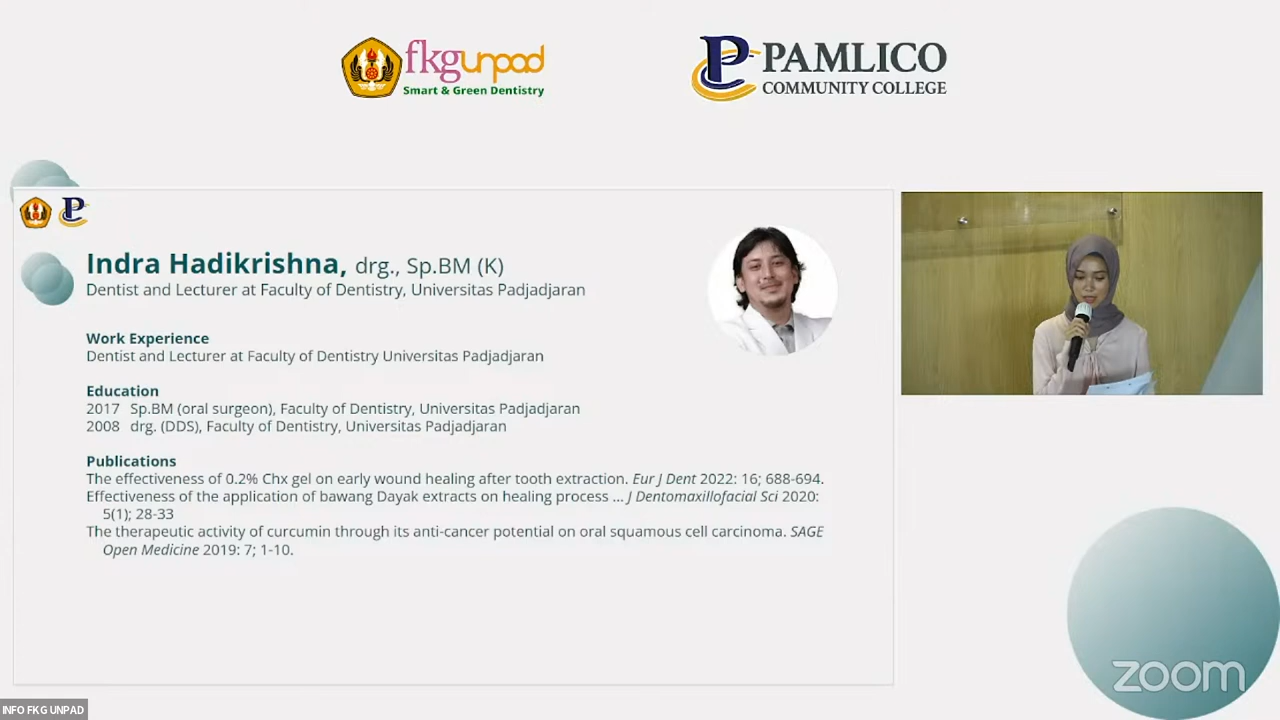 fkgunpad
Smart & Green Dentistry
PAMLICO
COMMUNITY COLLEGE
Indra Hadikrishna, drg., Sp.BM (K)
Dentist and Lecturer at Faculty of Dentistry, Universitas Padjadjaran
Work Experience
Dentist and Lecturer at Faculty of Dentistry Universitas Padjadjaran
Education
2017 Sp.BM (oral surgeon), Faculty of Dentistry, Universitas Padjadjaran
2008 drg. (DDS), Faculty of Dentistry, Universitas Padjadjaran
Publications
The effectiveness of 0.2% Chx gel on early wound healing after tooth extraction. Eur J Dent 2022: 16; 688-694.
Effectiveness of the application of bawang Dayak extracts on healing process ... J Dentomaxillofacial Sci 2020:
5(1); 28-33
The therapeutic activity of curcumin through its anti-cancer potential on oral squamous cell carcinoma. SAGE
Open Medicine 2019: 7; 1-10.
zoom
INFO FKG UNPAD